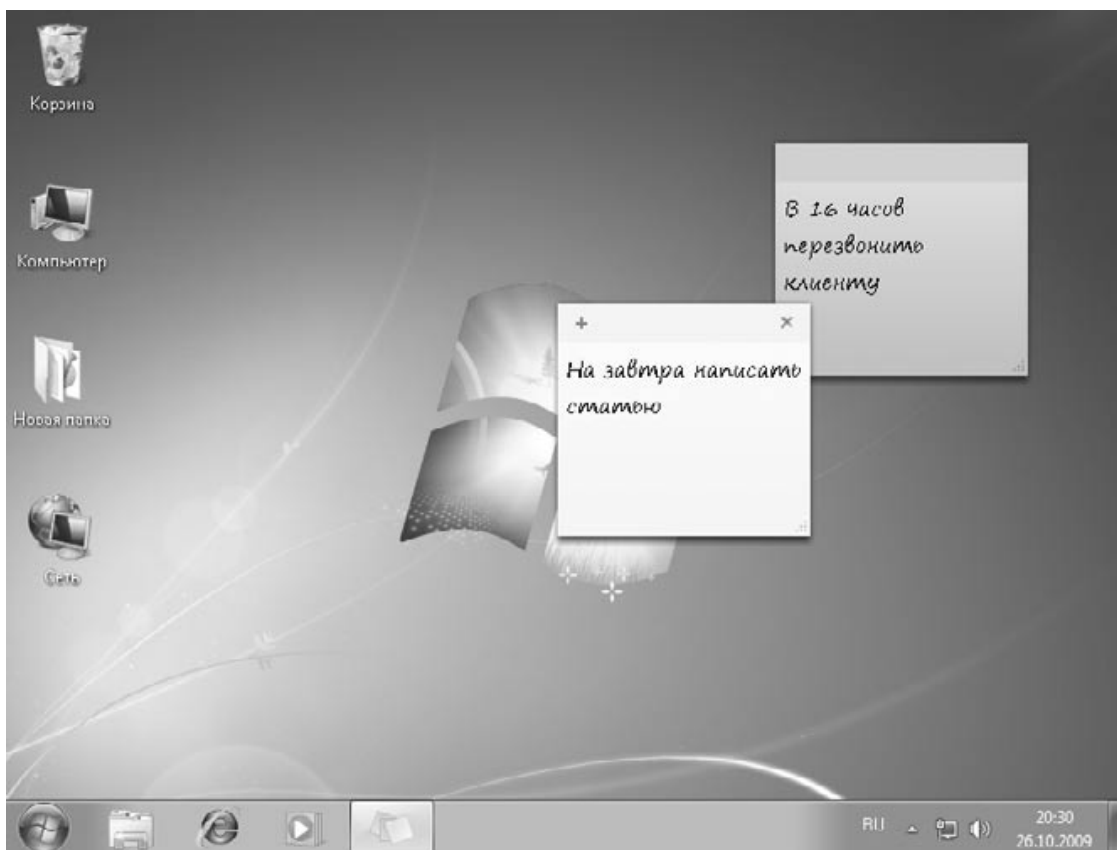 Корзина
Компьютер
Новая папка
Сеть
В 16 часов
перезвонить
клиенту
На завтра написать
статью
RU
20:30
26.10.2009